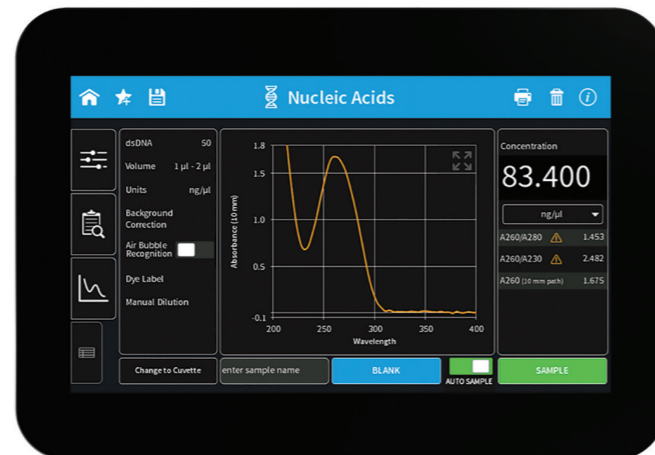 Nucleic Acids
dsDNA 50
Volume 1 µl - 2 µl
Units ng/µl
Background
Correction
Air Bubble
Recognition
Dye Label
Manual Dilution
Absorbance (10 mm)
1.8
1.5
1.0
0.5
-0.1
200 250 300 350 400
Wavelength
Concentration
83.400
ng/µl
A260/A280 1.453
A260/A230 2.482
A260 (10 mm path) 1.675
Change to Cuvette
enter sample name
BLANK
AUTO SAMPLE
SAMPLE